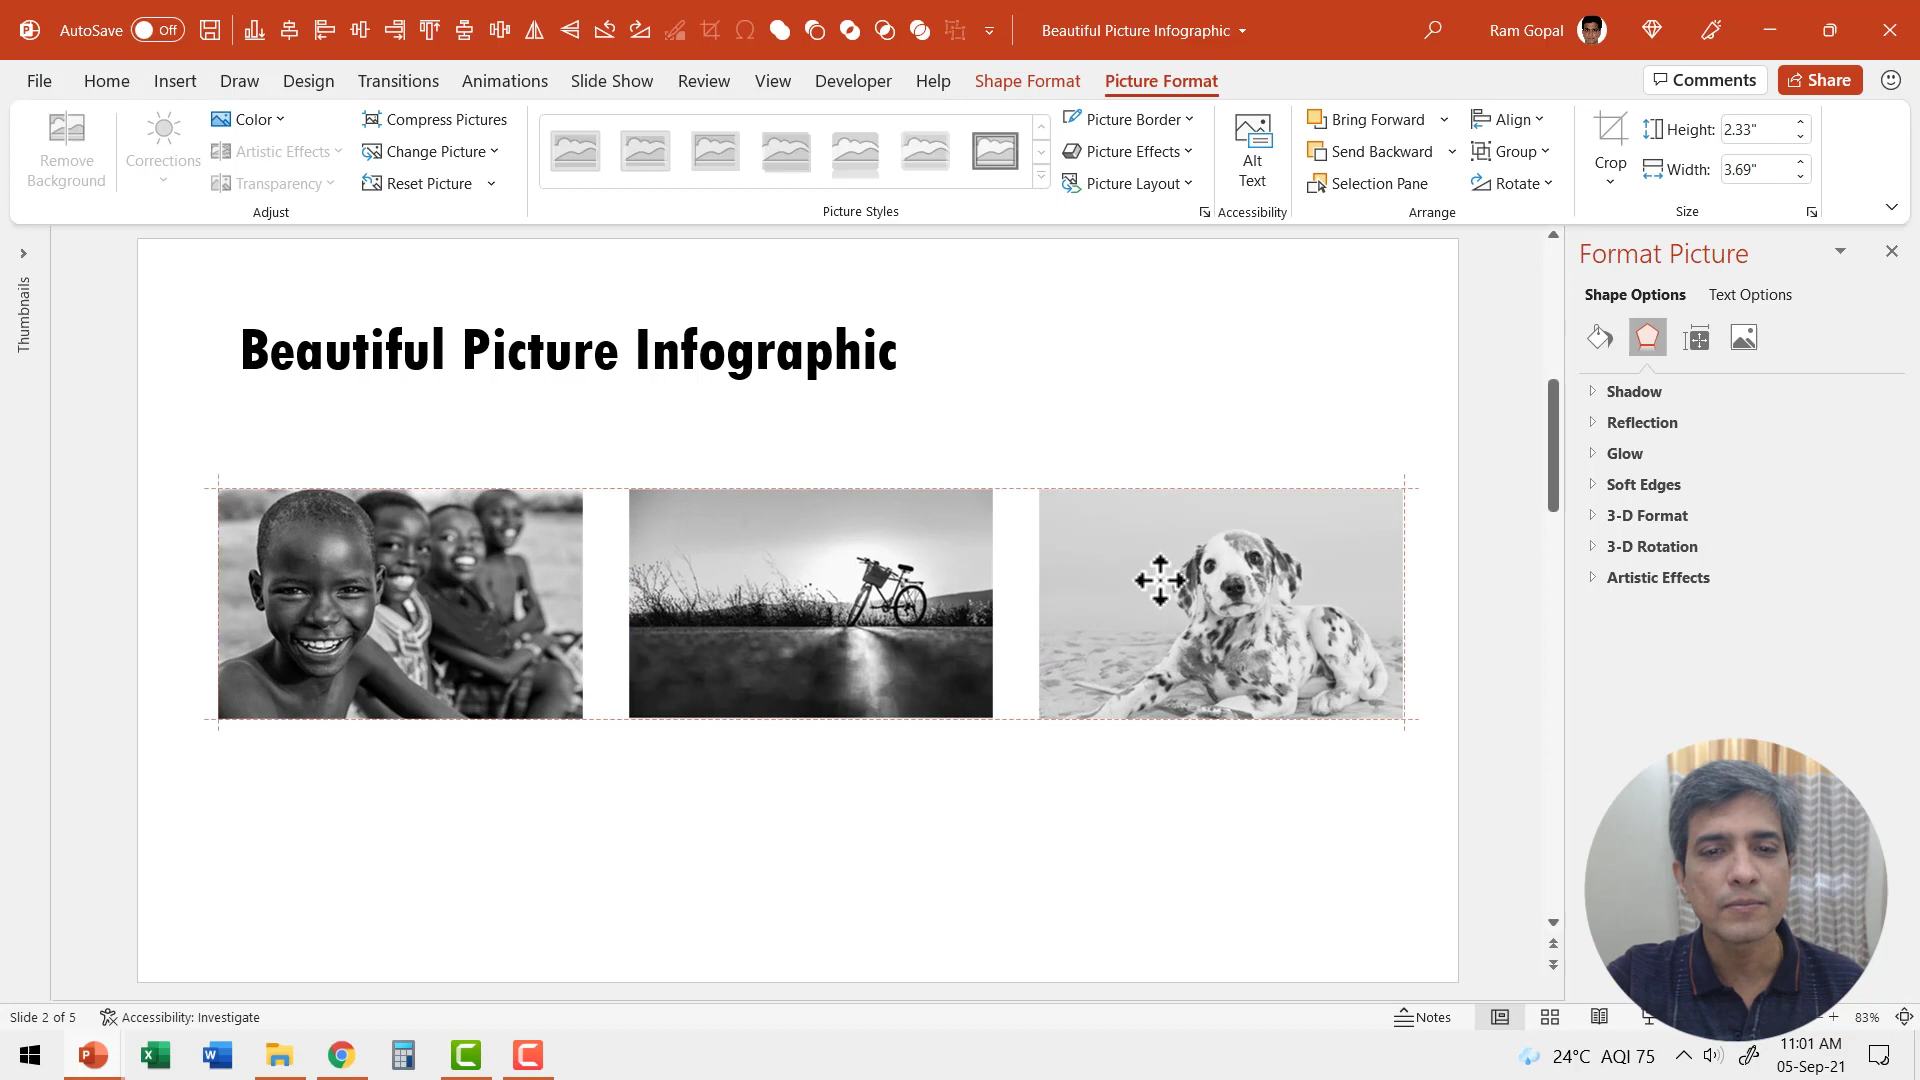 AutoSave Off Beautiful Picture Infographic Ram Gopal
File Home Insert Draw Design Transitions Animations Slide Show Review View Developer Help Shape Format Picture Format Comments Share
Remove Background
Corrections
Color
Artistic Effects
Transparency
Compress Pictures
Change Picture
Reset Picture
Adjust
Picture Styles
Picture Border
Picture Effects
Picture Layout
Alt Text
Accessibility
Bring Forward
Send Backward
Selection Pane
Align
Group
Rotate
Arrange
Crop
Height: 2.33"
Width: 3.69"
Size
Thumbnails
Beautiful Picture Infographic
Format Picture
Shape Options Text Options
Shadow
Reflection
Glow
Soft Edges
3-D Format
3-D Rotation
Artistic Effects
Slide 2 of 5 Accessibility: Investigate Notes 83%
24°C AQI 75
11:01 AM
05-Sep-21